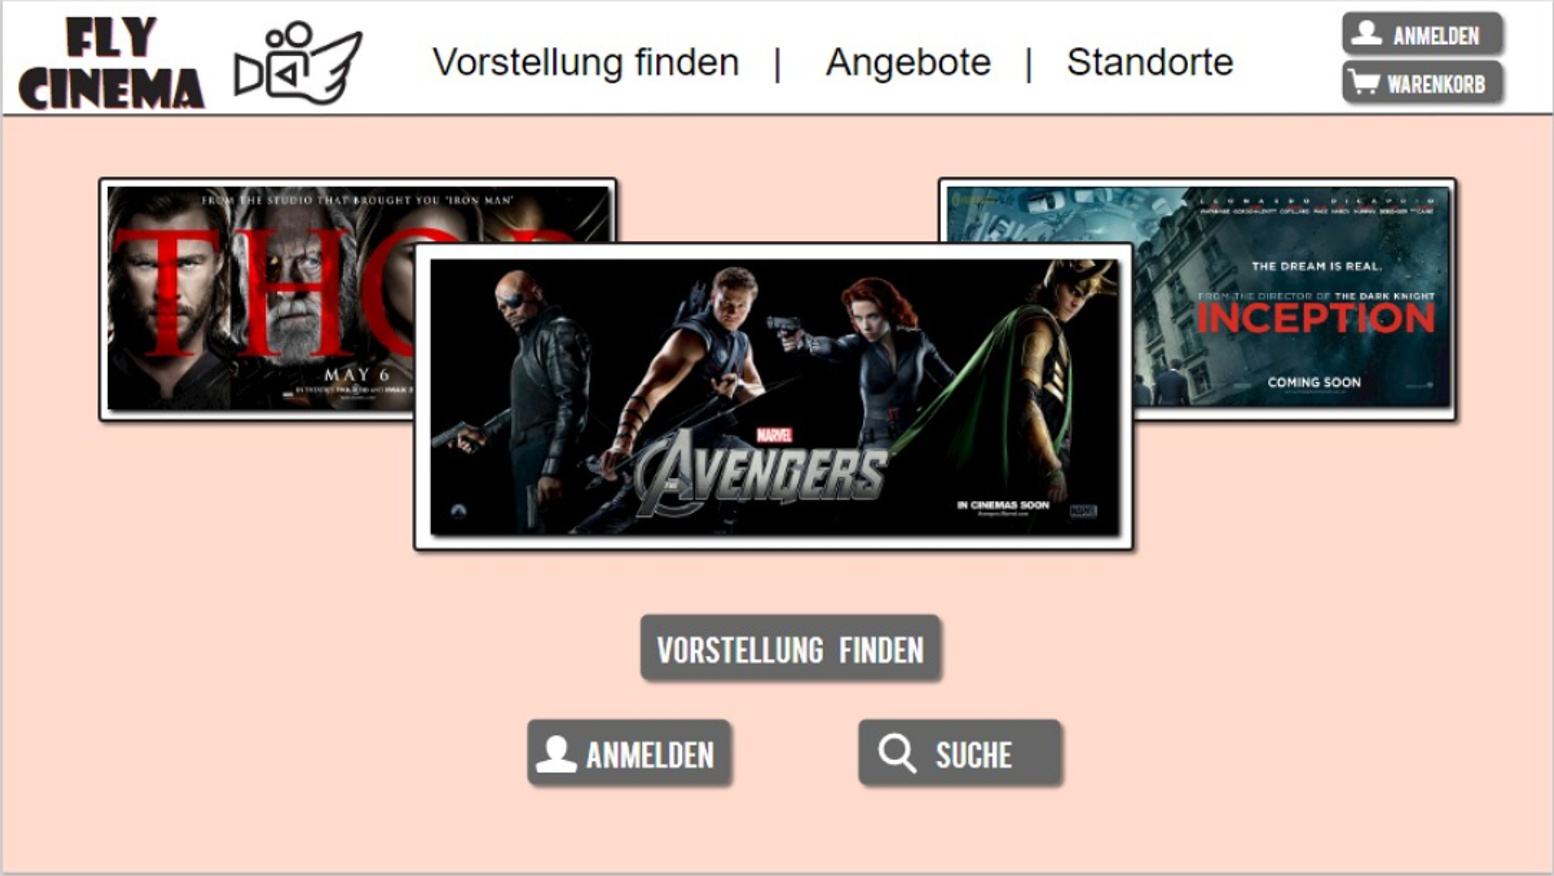 FLY
CINEMA
Vorstellung finden | Angebote | Standorte
ANMELDEN
WARENKORB
FROM THE STUDIO THAT BROUGHT YOU "IRON MAN"
THO
MAY 6
LEONARDO DICAPRIO
THE DREAM IS REAL.
FROM THE DIRECTOR OF THE DARK KNIGHT
INCEPTION
COMING SOON
MARVEL
THE AVENGERS
IN CINEMAS SOON
MARVEL
VORSTELLUNG FINDEN
ANMELDEN
SUCHE